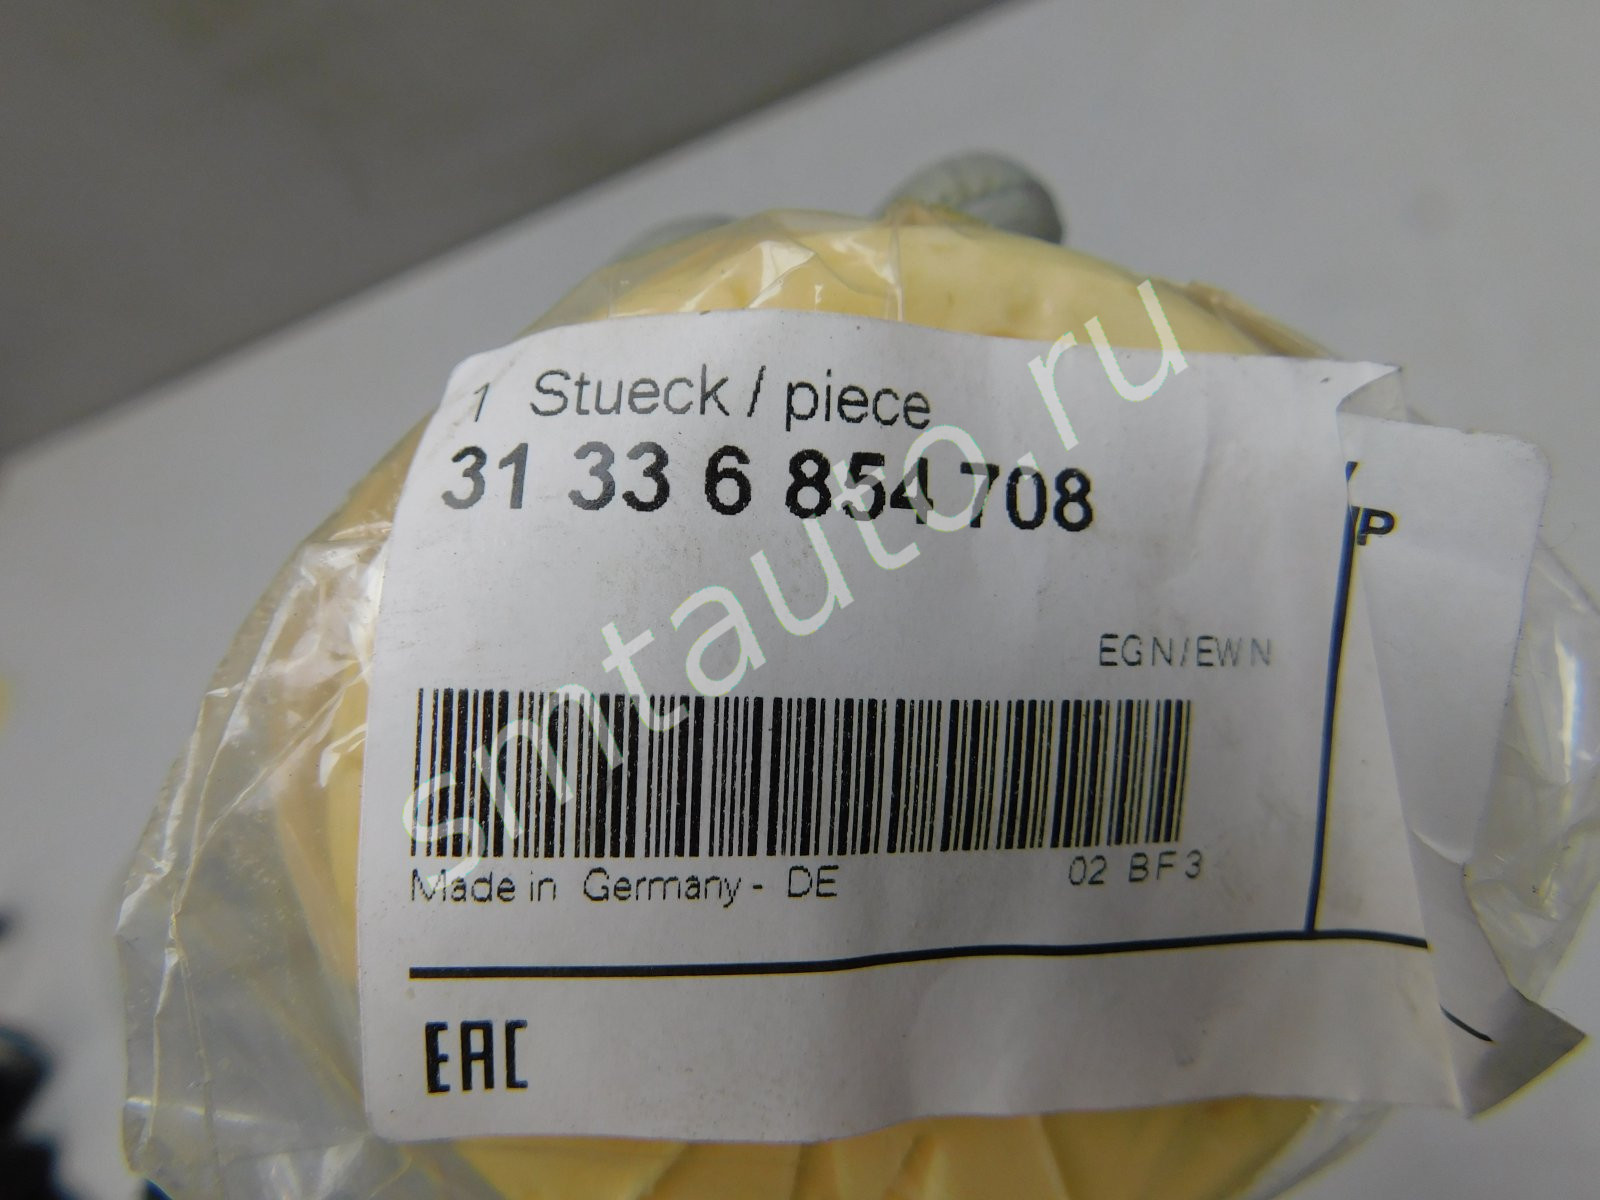 1 Stueck / piece
31 33 6 854 708
P
EGN/EWN
Made in Germany - DE
02 BF3
EAC
smtauto.ru